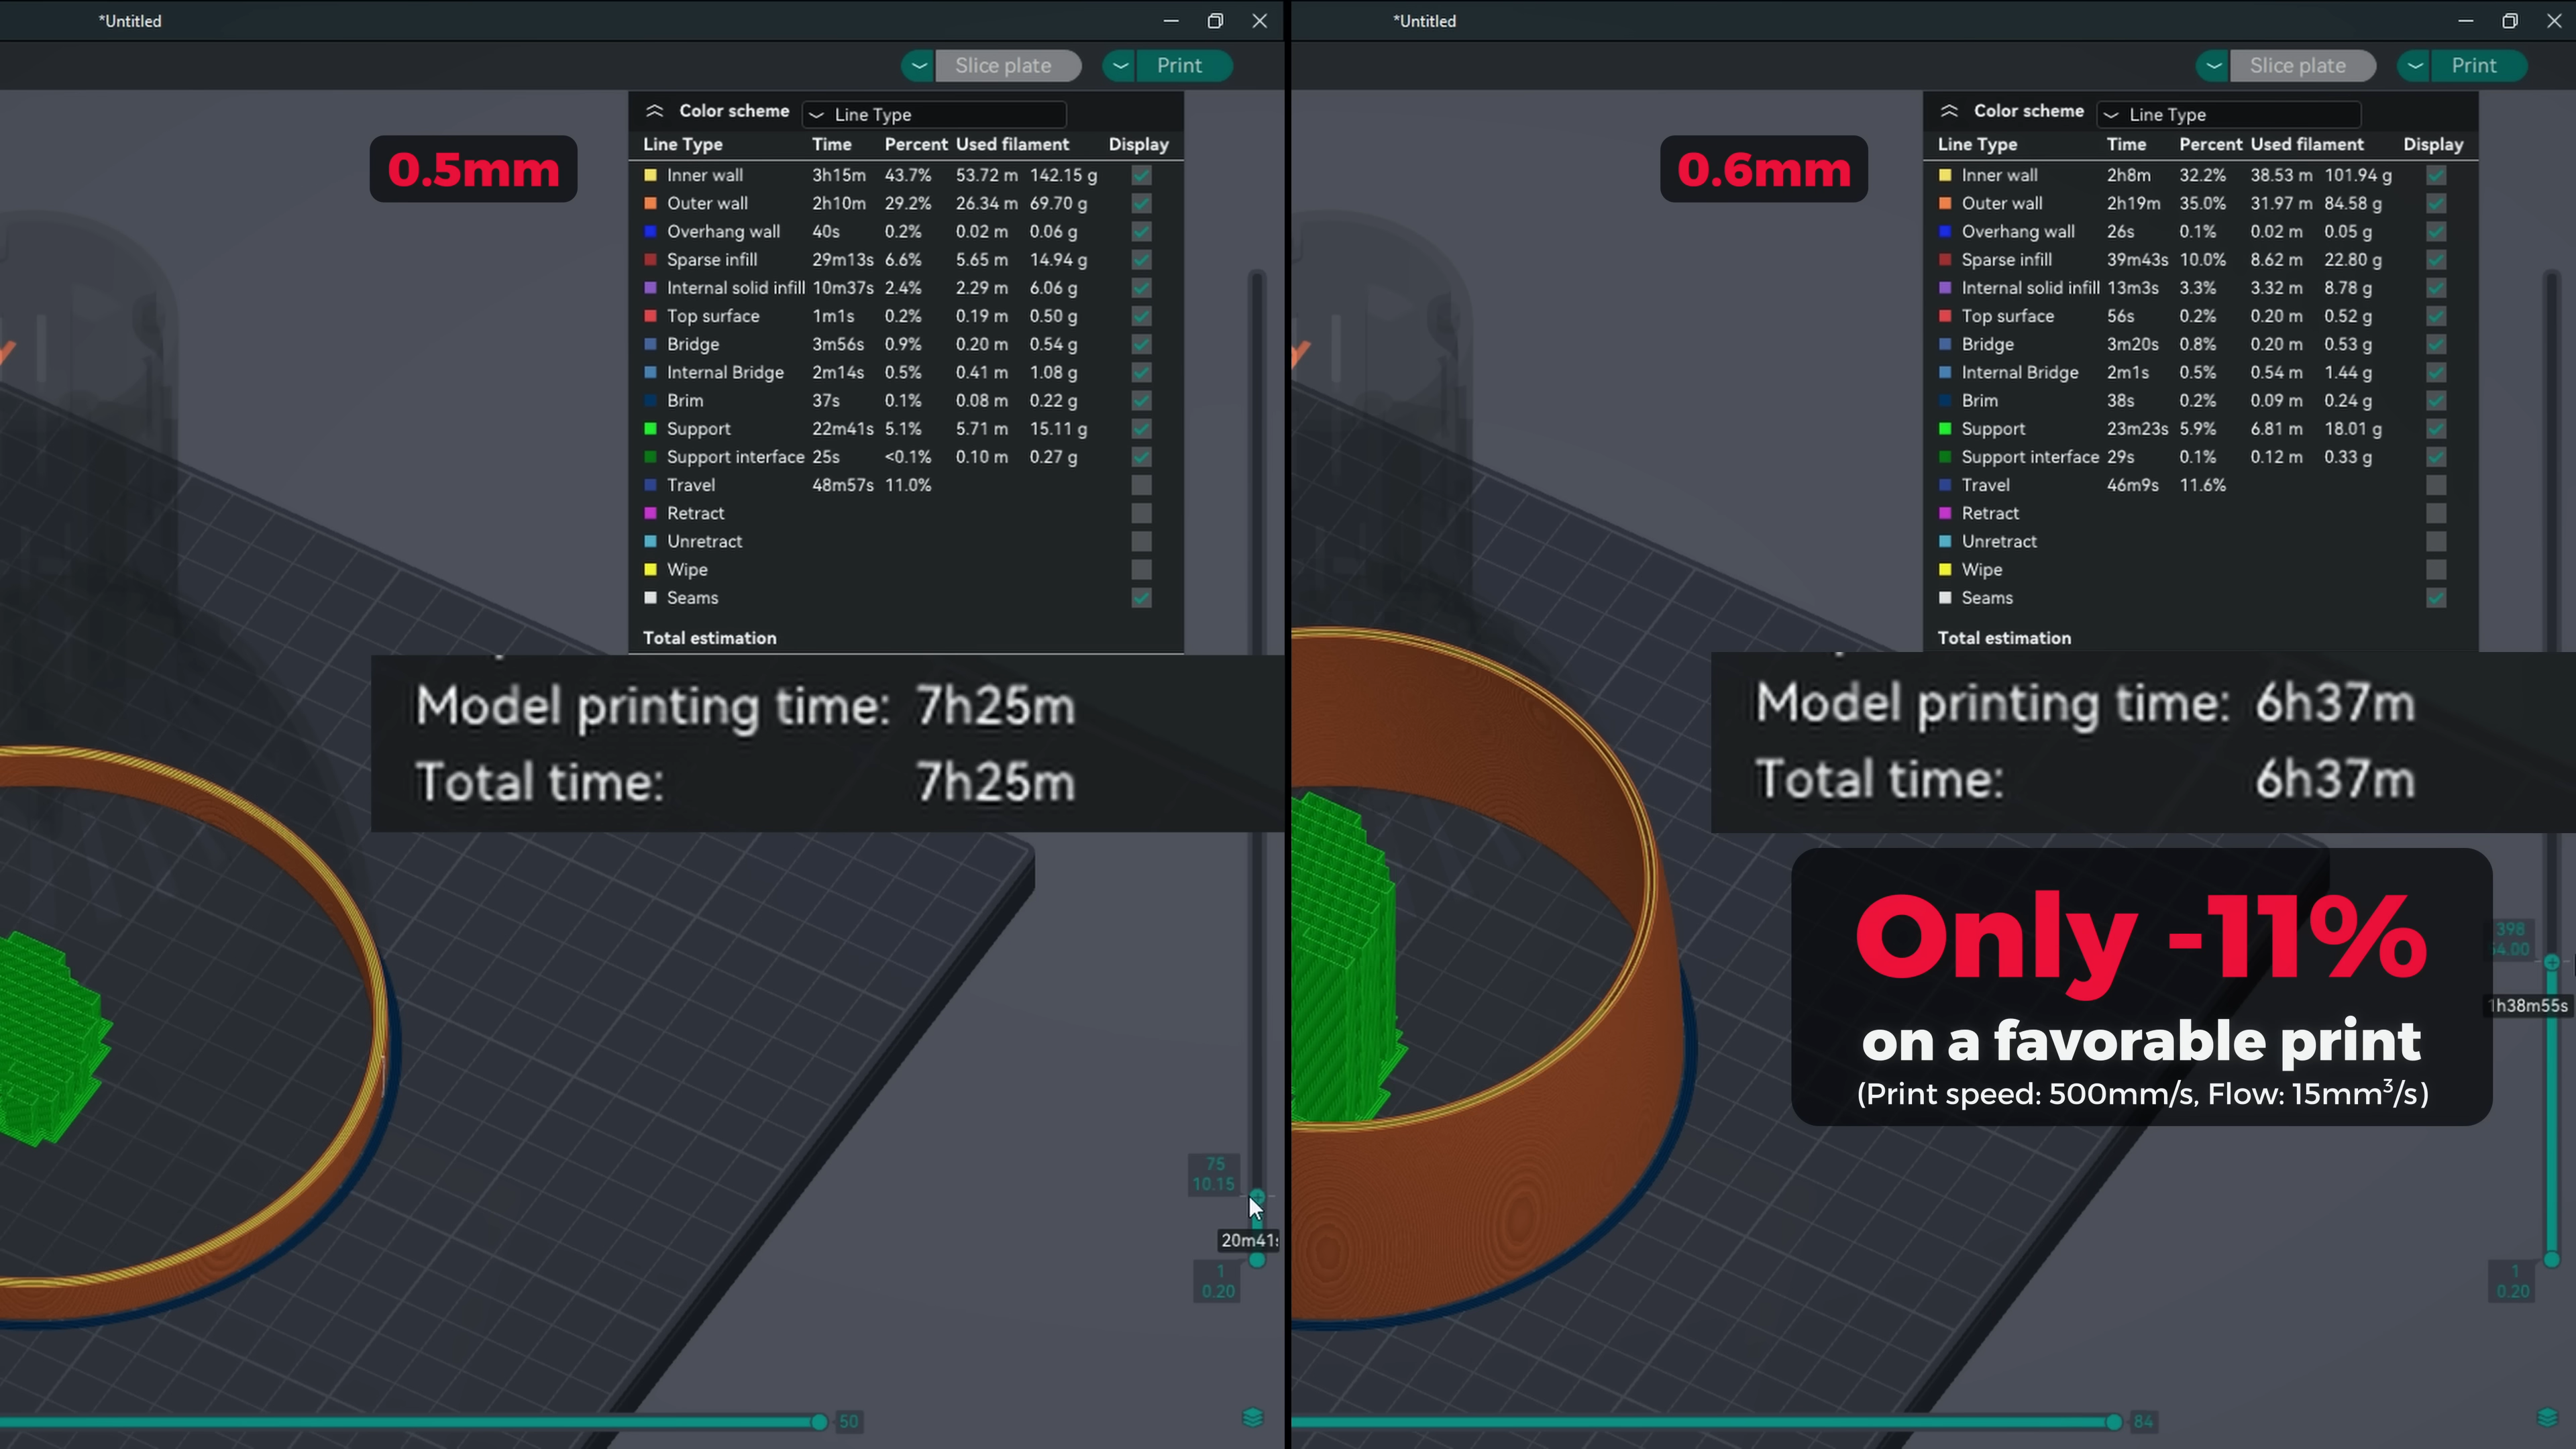 *Untitled
Slice plate
Print
0.5mm
Color scheme Line Type
Line Type Time Percent Used filament Display
Inner wall 3h15m 43.7% 53.72 m 142.15 g
Outer wall 2h10m 29.2% 26.34 m 69.70 g
Overhang wall 40s 0.2% 0.02 m 0.06 g
Sparse infill 29m13s 6.6% 5.65 m 14.94 g
Internal solid infill 10m37s 2.4% 2.29 m 6.06 g
Top surface 1m1s 0.2% 0.19 m 0.50 g
Bridge 3m56s 0.9% 0.20 m 0.54 g
Internal Bridge 2m14s 0.5% 0.41 m 1.08 g
Brim 37s 0.1% 0.08 m 0.22 g
Support 22m41s 5.1% 5.71 m 15.11 g
Support interface 25s <0.1% 0.10 m 0.27 g
Travel 48m57s 11.0%
Retract
Unretract
Wipe
Seams
Total estimation
Model printing time: 7h25m
Total time: 7h25m
75
10.15
20m41s
1
0.20
50
*Untitled
Slice plate
Print
0.6mm
Color scheme Line Type
Line Type Time Percent Used filament Display
Inner wall 2h8m 32.2% 38.53 m 101.94 g
Outer wall 2h19m 35.0% 31.97 m 84.58 g
Overhang wall 26s 0.1% 0.02 m 0.05 g
Sparse infill 39m43s 10.0% 8.62 m 22.80 g
Internal solid infill 13m3s 3.3% 3.32 m 8.78 g
Top surface 56s 0.2% 0.20 m 0.52 g
Bridge 3m20s 0.8% 0.20 m 0.53 g
Internal Bridge 2m1s 0.5% 0.54 m 1.44 g
Brim 38s 0.2% 0.09 m 0.24 g
Support 23m23s 5.9% 6.81 m 18.01 g
Support interface 29s 0.1% 0.12 m 0.33 g
Travel 46m9s 11.6%
Retract
Unretract
Wipe
Seams
Total estimation
Model printing time: 6h37m
Total time: 6h37m
Only -11%
on a favorable print
(Print speed: 500mm/s, Flow: 15mm³/s)
398
54.00
1h38m55s
1
0.20
84